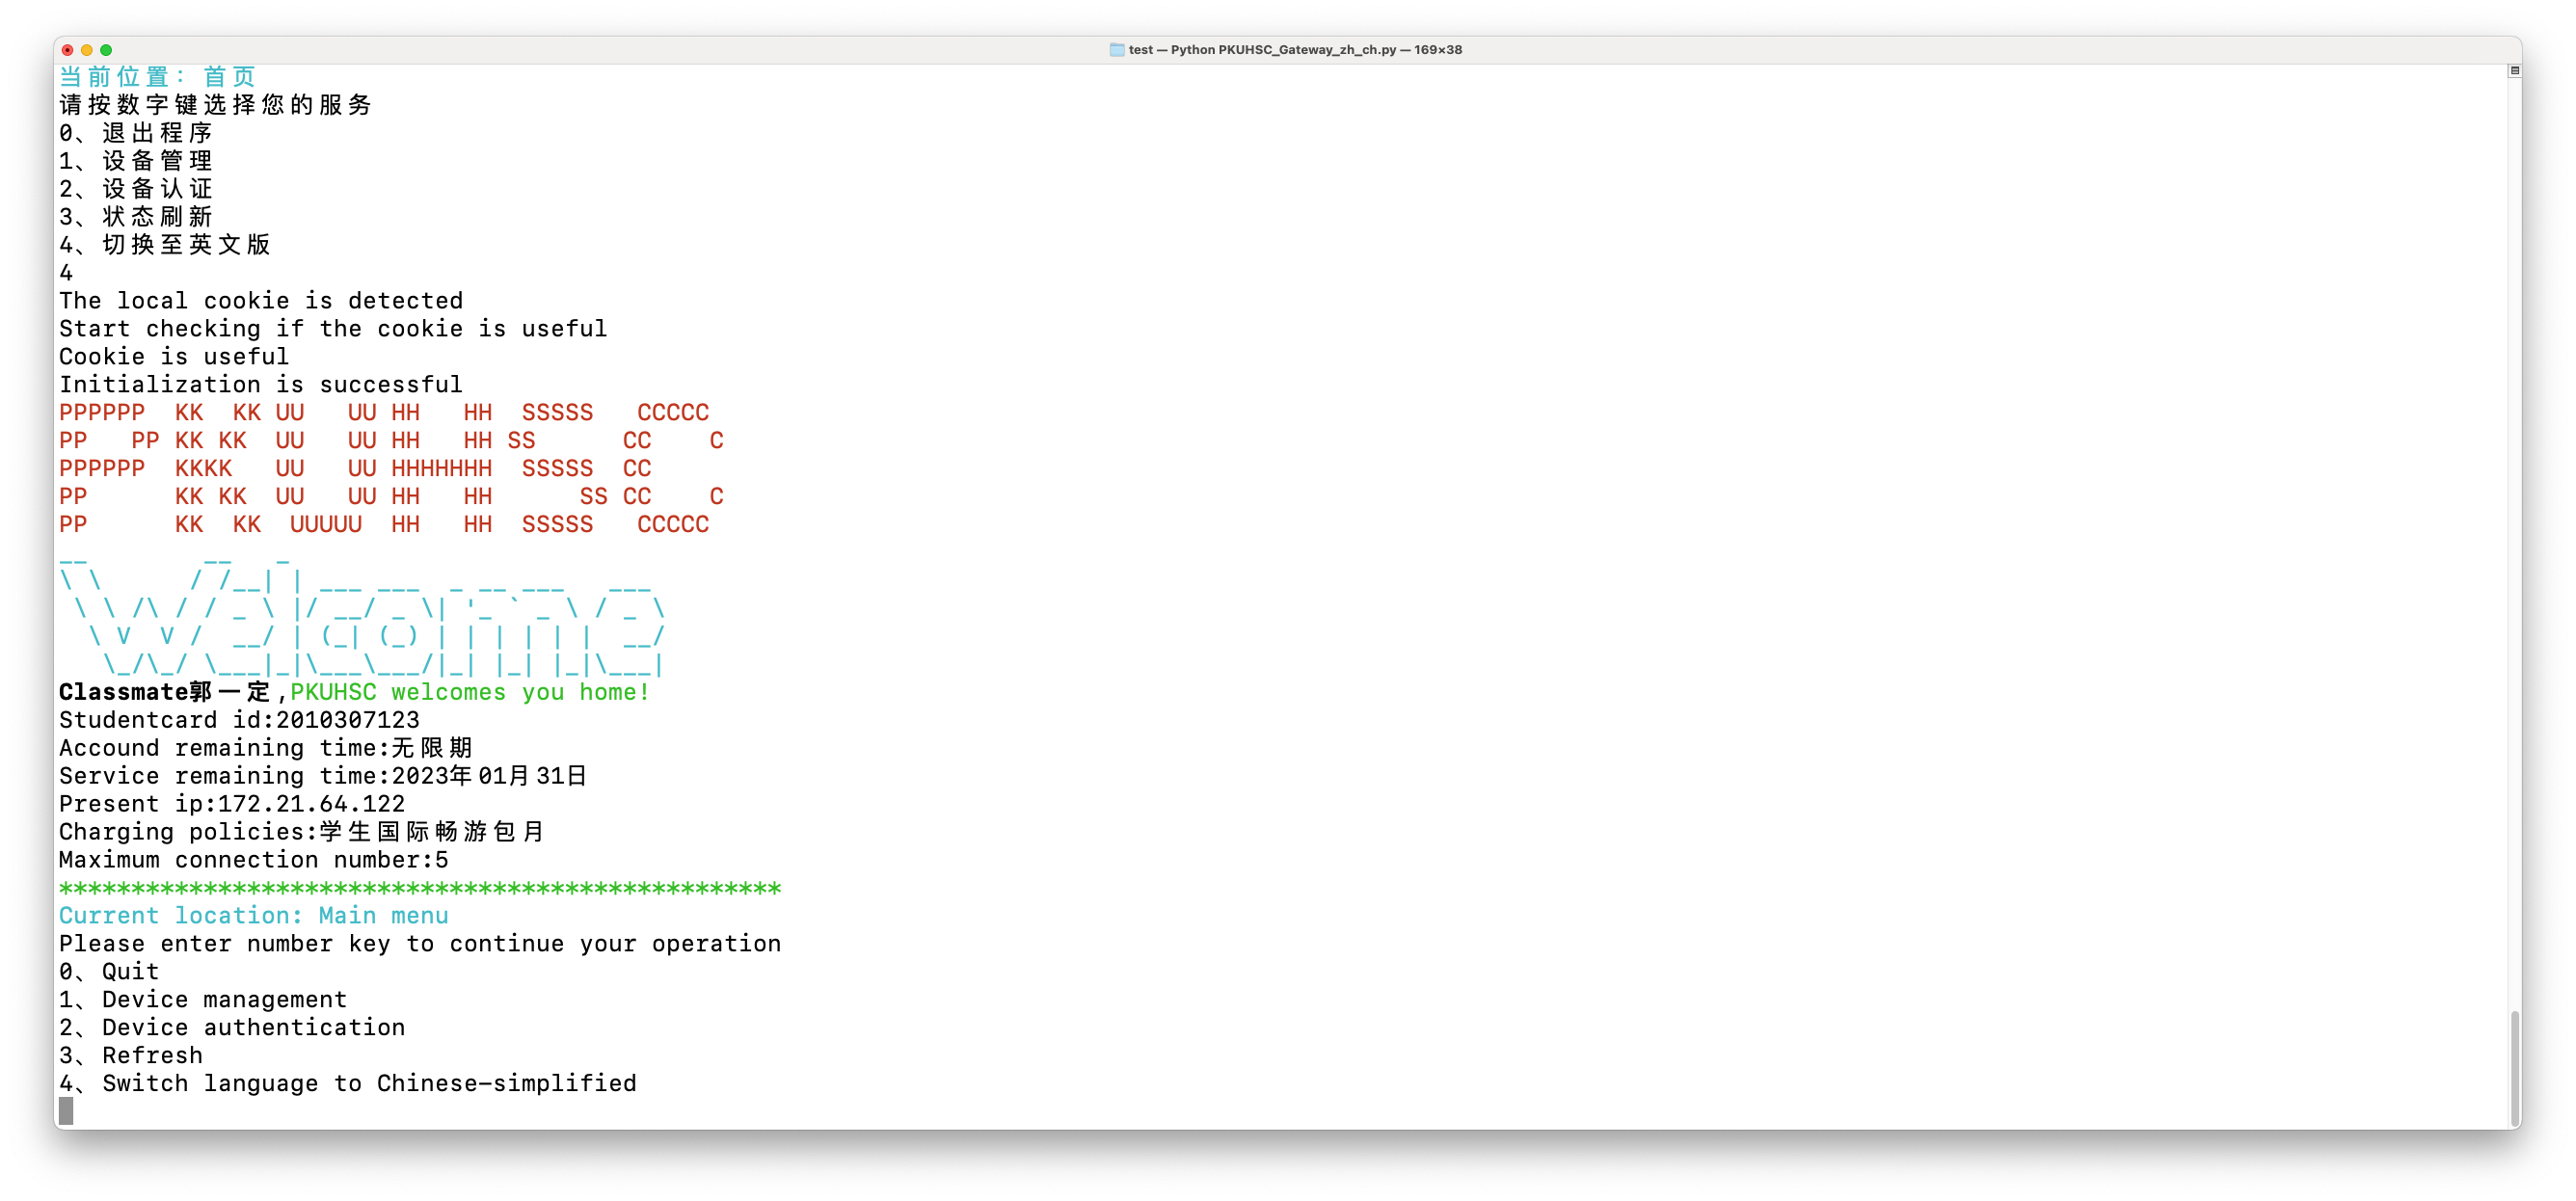 test — Python PKUHSC_Gateway_zh_ch.py — 169×38
当前位置：首页
请按数字键选择您的服务
0、退出程序
1、设备管理
2、设备认证
3、状态刷新
4、切换至英文版
4
The local cookie is detected
Start checking if the cookie is useful
Cookie is useful
Initialization is successful
PPPPPP  KK  KK UU   UU HH   HH  SSSSS   CCCCC
PP   PP KK KK  UU   UU HH   HH SS      CC    C
PPPPPP  KKKK   UU   UU HHHHHHH  SSSSS  CC
PP      KK KK  UU   UU HH   HH      SS CC    C
PP      KK  KK  UUUUU  HH   HH  SSSSS   CCCCC
Welcome
Classmate郭一定,PKUHSC welcomes you home!
Studentcard id:2010307123
Accound remaining time:无限期
Service remaining time:2023年01月31日
Present ip:172.21.64.122
Charging policies:学生国际畅游包月
Maximum connection number:5
**************************************************
Current location: Main menu
Please enter number key to continue your operation
0、Quit
1、Device management
2、Device authentication
3、Refresh
4、Switch language to Chinese-simplified